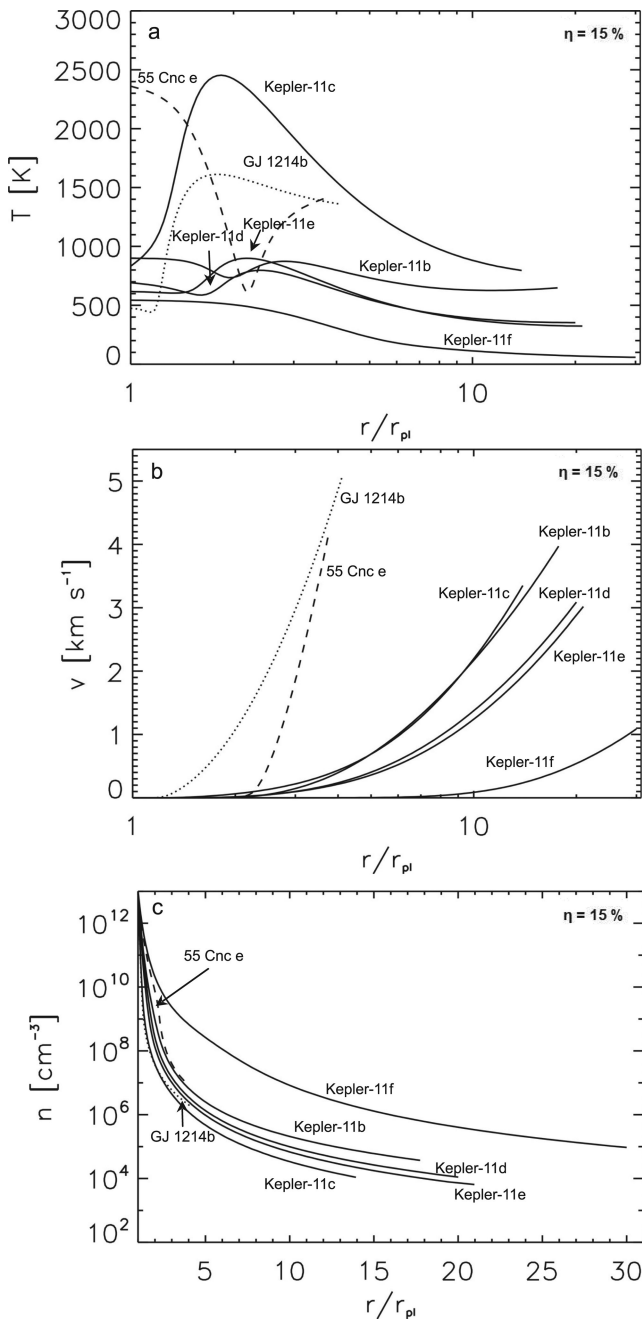 a
η = 15 %
3000
2500
2000
1500
1000
500
0
T [K]
55 Cnc e
Kepler-11c
GJ 1214b
Kepler-11e
Kepler-11d
Kepler-11b
Kepler-11f
1
10
r/rpl
b
η = 15 %
5
4
3
2
1
0
v [km s⁻¹]
GJ 1214b
55 Cnc e
Kepler-11b
Kepler-11c
Kepler-11d
Kepler-11e
Kepler-11f
1
10
r/rpl
c
η = 15 %
10¹²
10¹⁰
10⁸
10⁶
10⁴
10²
n [cm⁻³]
55 Cnc e
Kepler-11f
Kepler-11b
GJ 1214b
Kepler-11d
Kepler-11c
Kepler-11e
5
10
15
20
25
30
r/rpl